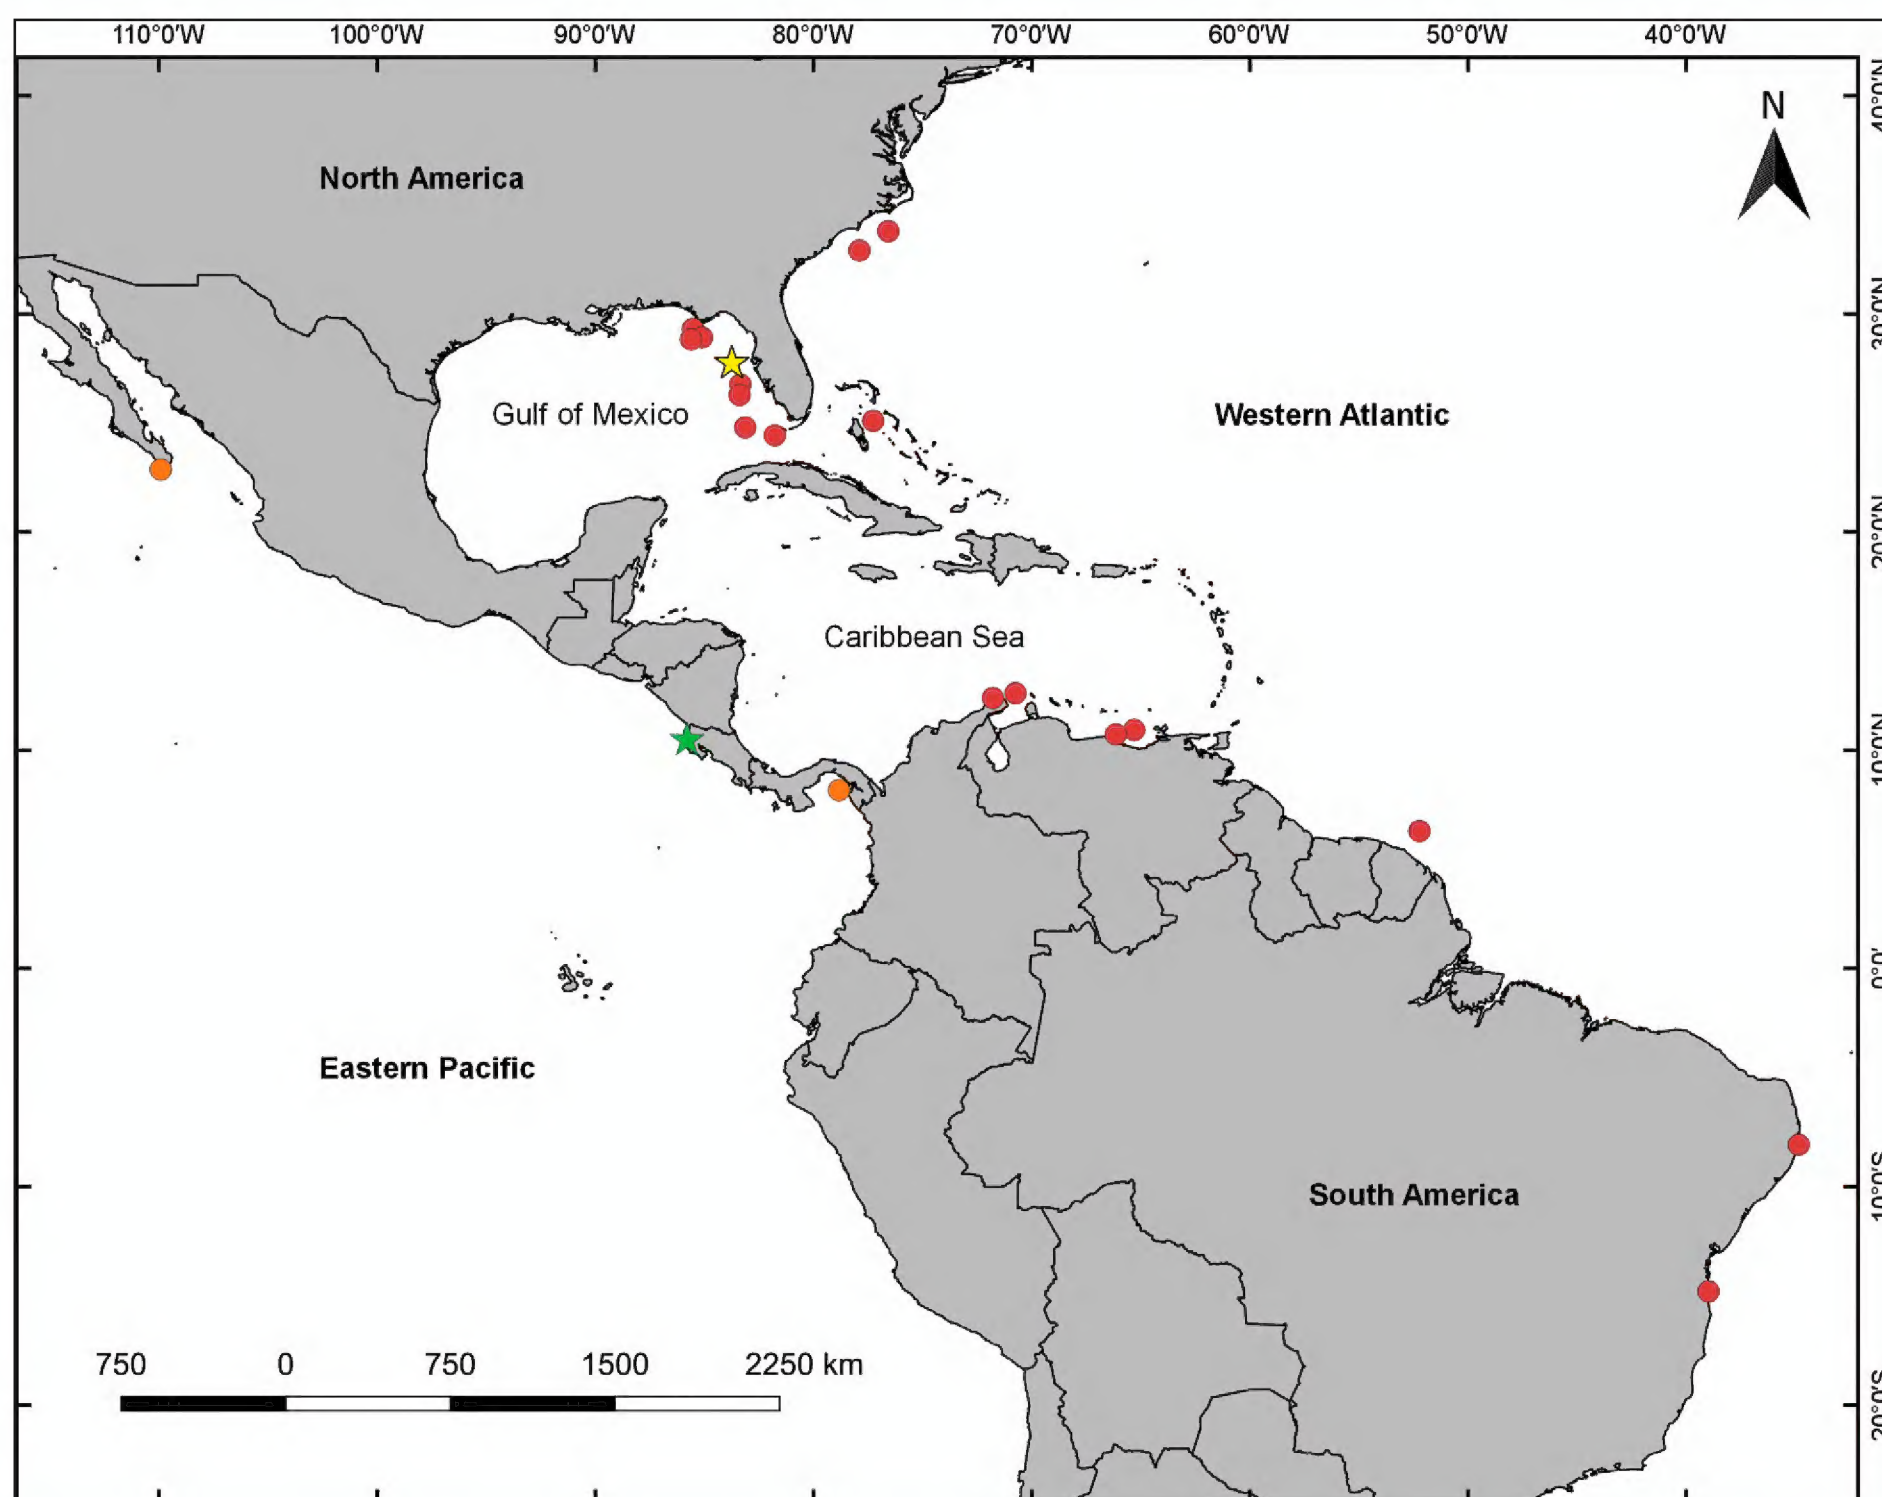 110°0'W 100°0'W 90°0'W 80°0'W 70°0'W 60°0'W 50°0'W 40°0'W
40°0'N
N
North America
30°0'N
Gulf of Mexico
Western Atlantic
20°0'N
Caribbean Sea
10°0'N
0°0'
Eastern Pacific
10°0'S
South America
750 0 750 1500 2250 km
20°0'S